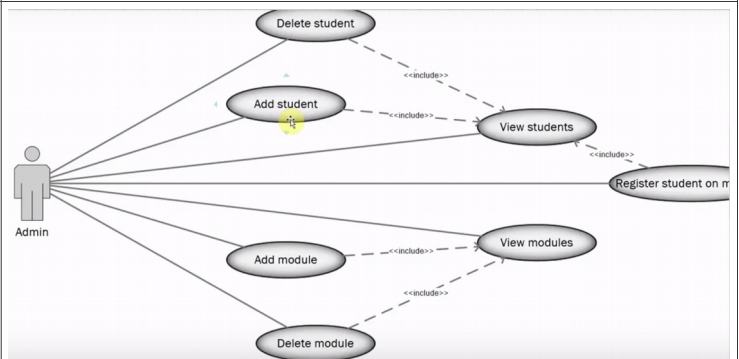 Delete student
<<include>>
Add student
<<include>>
View students
<<include>>
Register student on m
Admin
View modules
<<include>>
Add module
<<include>>
Delete module